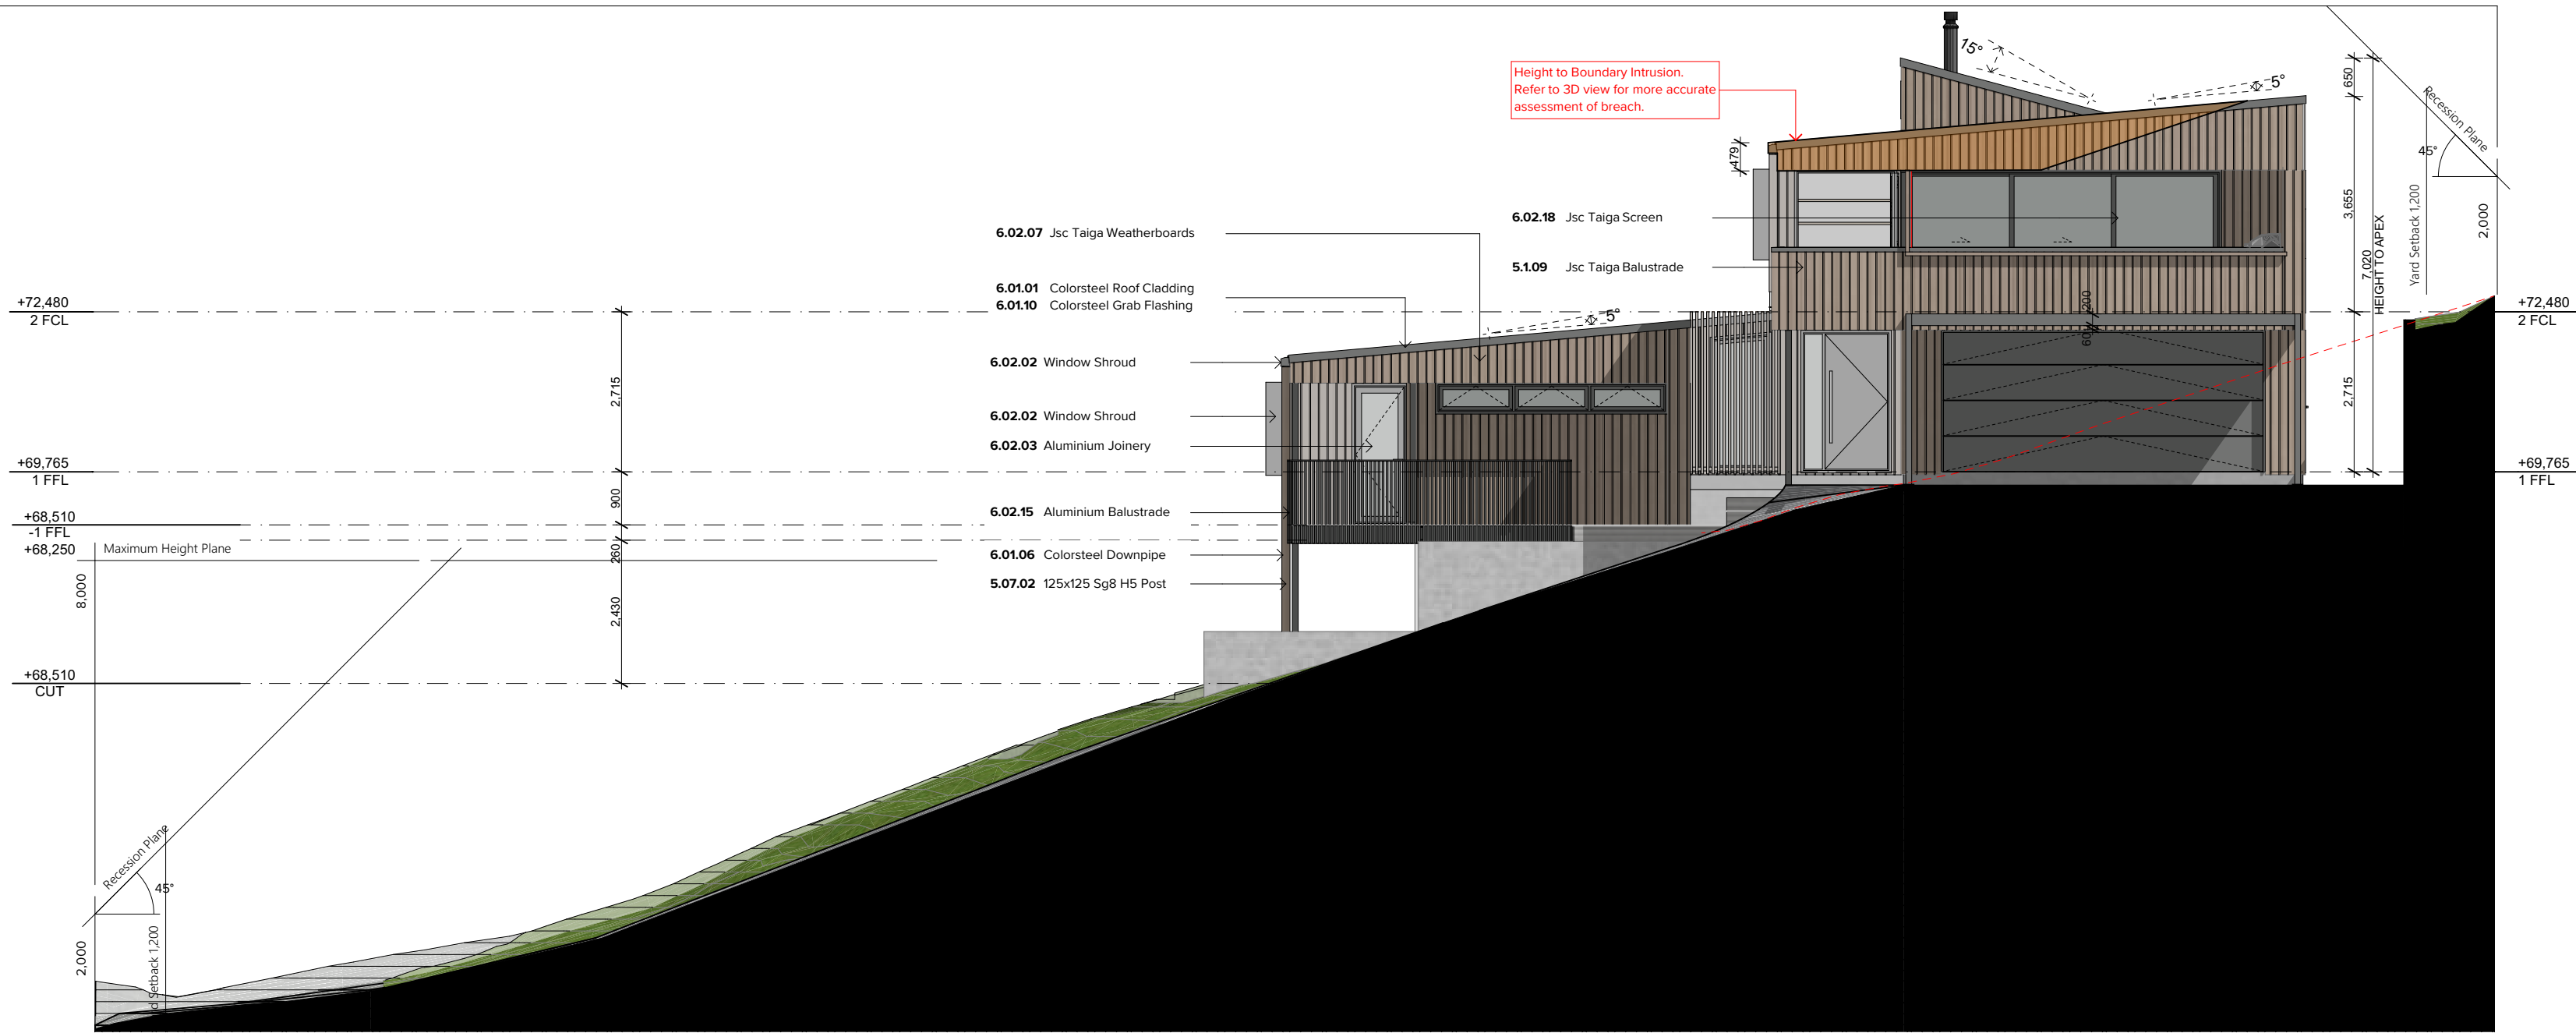 Height to Boundary Intrusion.
Refer to 3D view for more accurate
assessment of breach.
15°
5°
650
Recession Plane
45°
479
3,655
7,020
HEIGHT TO APEX
Yard Setback 1,200
2,000
6.02.18 Jsc Taiga Screen
6.02.07 Jsc Taiga Weatherboards
5.1.09 Jsc Taiga Balustrade
6.01.01 Colorsteel Roof Cladding
6.01.10 Colorsteel Grab Flashing
+72,480
2 FCL
200
60
5°
+72,480
2 FCL
6.02.02 Window Shroud
2,715
2,715
6.02.02 Window Shroud
6.02.03 Aluminium Joinery
+69,765
1 FFL
+69,765
1 FFL
900
6.02.15 Aluminium Balustrade
+68,510
-1 FFL
+68,250
Maximum Height Plane
260
6.01.06 Colorsteel Downpipe
5.07.02 125x125 Sg8 H5 Post
8,000
2,430
+68,510
CUT
Recession Plane
45°
2,000
d Setback 1,200